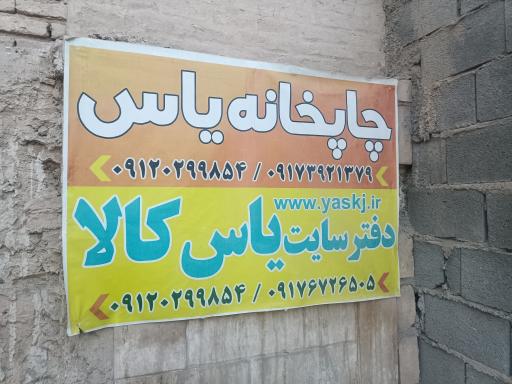 چاپخانه یاس
۰۹۱۲۰۲۹۹۸۵۴ / ۰۹۱۷۳۹۲۱۳۷۹
www.yaskj.ir
دفتر سایت یاس کالا
۰۹۱۲۰۲۹۹۸۵۴ / ۰۹۱۷۶۷۲۶۵۰۵